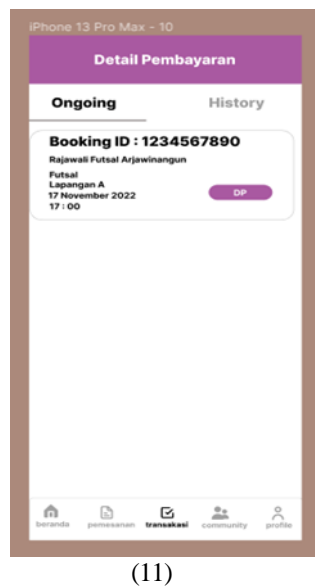 iPhone 13 Pro Max - 10
Detail Pembayaran
Ongoing History
Booking ID : 1234567890
Rajawali Futsal Arjawinangun
Futsal
Lapangan A
17 November 2022
17 : 00
DP
beranda pemesanan transakasi community profile
(11)